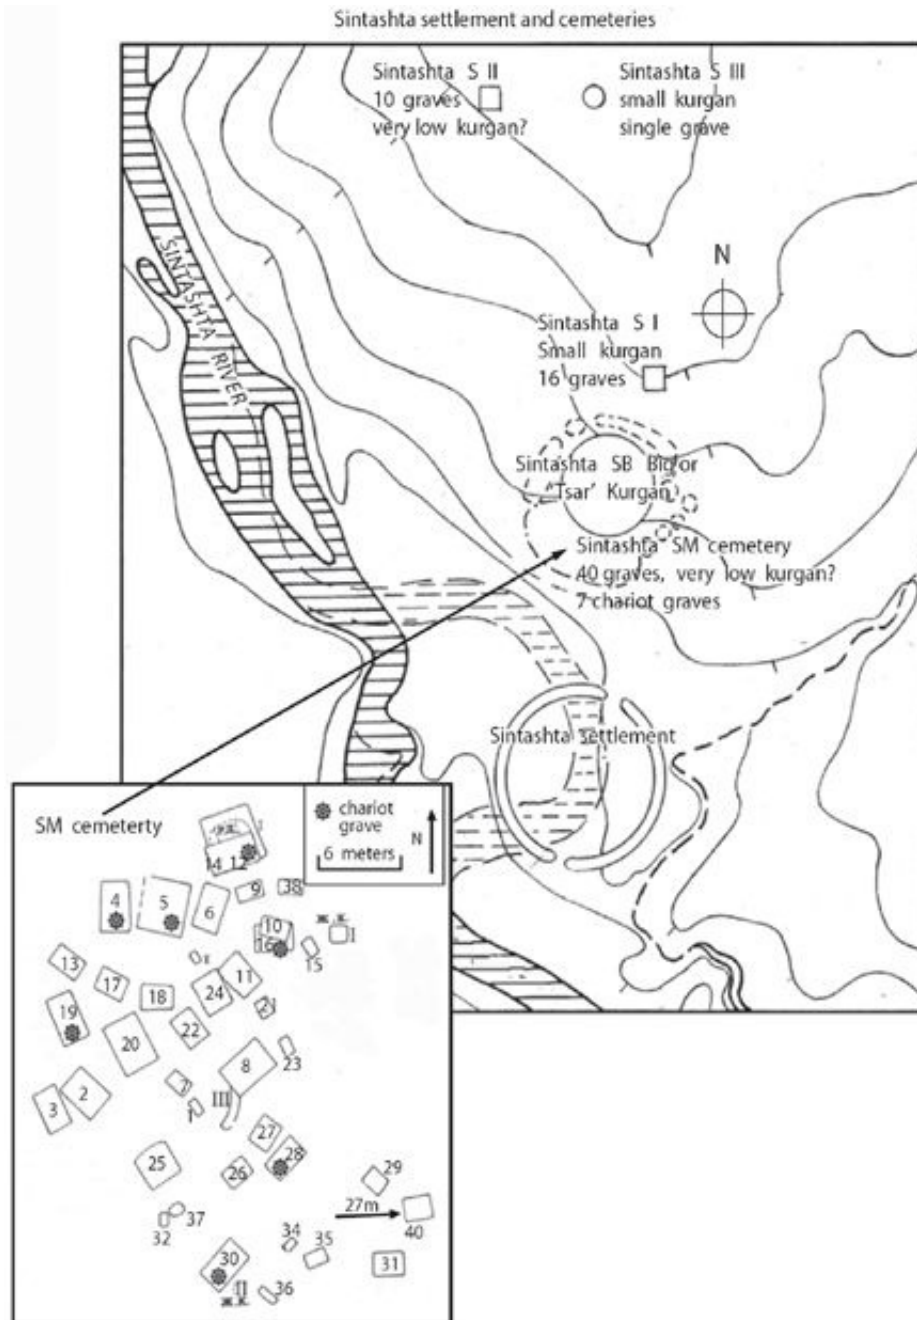 Sintashta settlement and cemeteries
Sintashta S II
10 graves
very low kurgan?
Sintashta S III
small kurgan
single grave
SINTASHTA RIVER
N
Sintashta S I
Small kurgan
16 graves
Sintashta SB Big or
'Tsar' Kurgan
Sintashta SM cemetery
40 graves, very low kurgan?
7 chariot graves
Sintashta settlement
SM cemeterty
chariot
grave
6 meters
N
14 12
4 5 6 9 38
10
16 15 I
13 17 18 24 11
19 20 22 21
8 23
3 2 7 1 III
27
25 26 28
29
27m
32 37 40
34 35
30 31
II 36